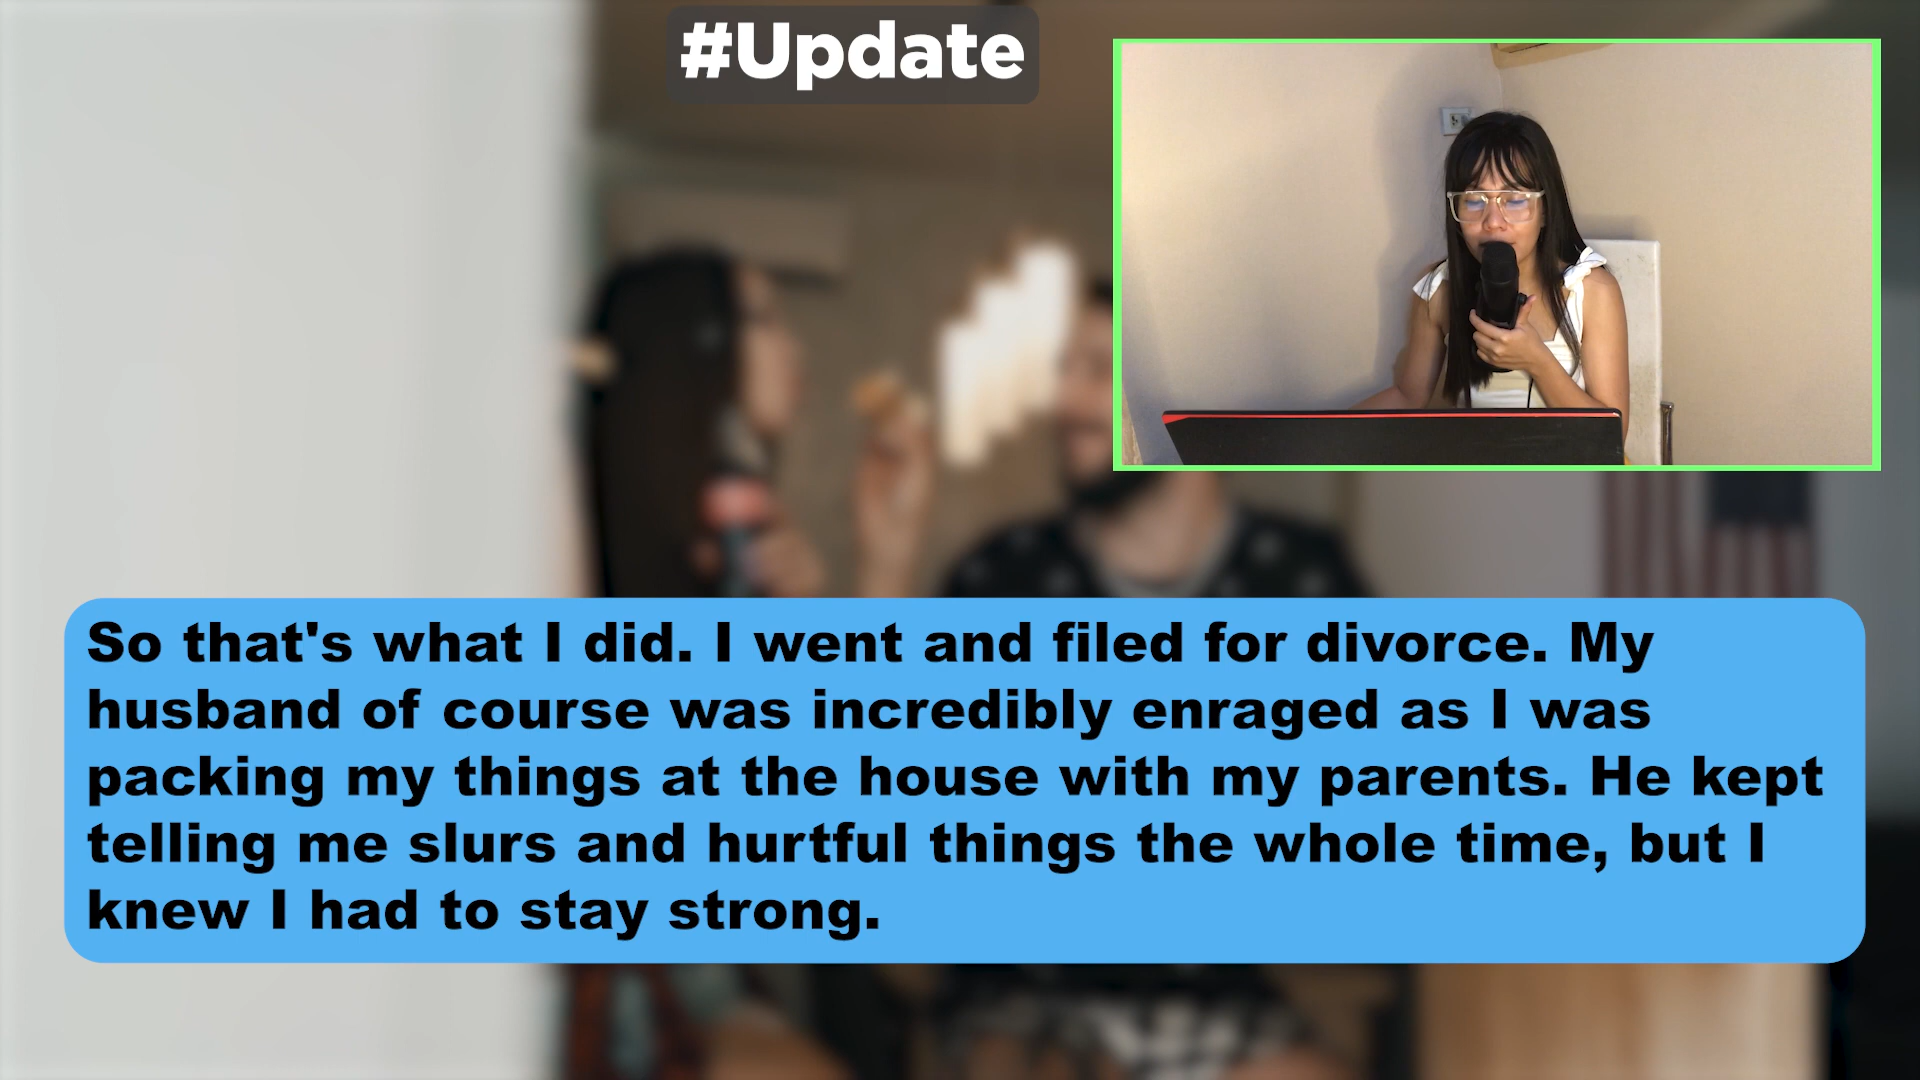 #Update
So that's what I did. I went and filed for divorce. My
husband of course was incredibly enraged as I was
packing my things at the house with my parents. He kept
telling me slurs and hurtful things the whole time, but I
knew I had to stay strong.